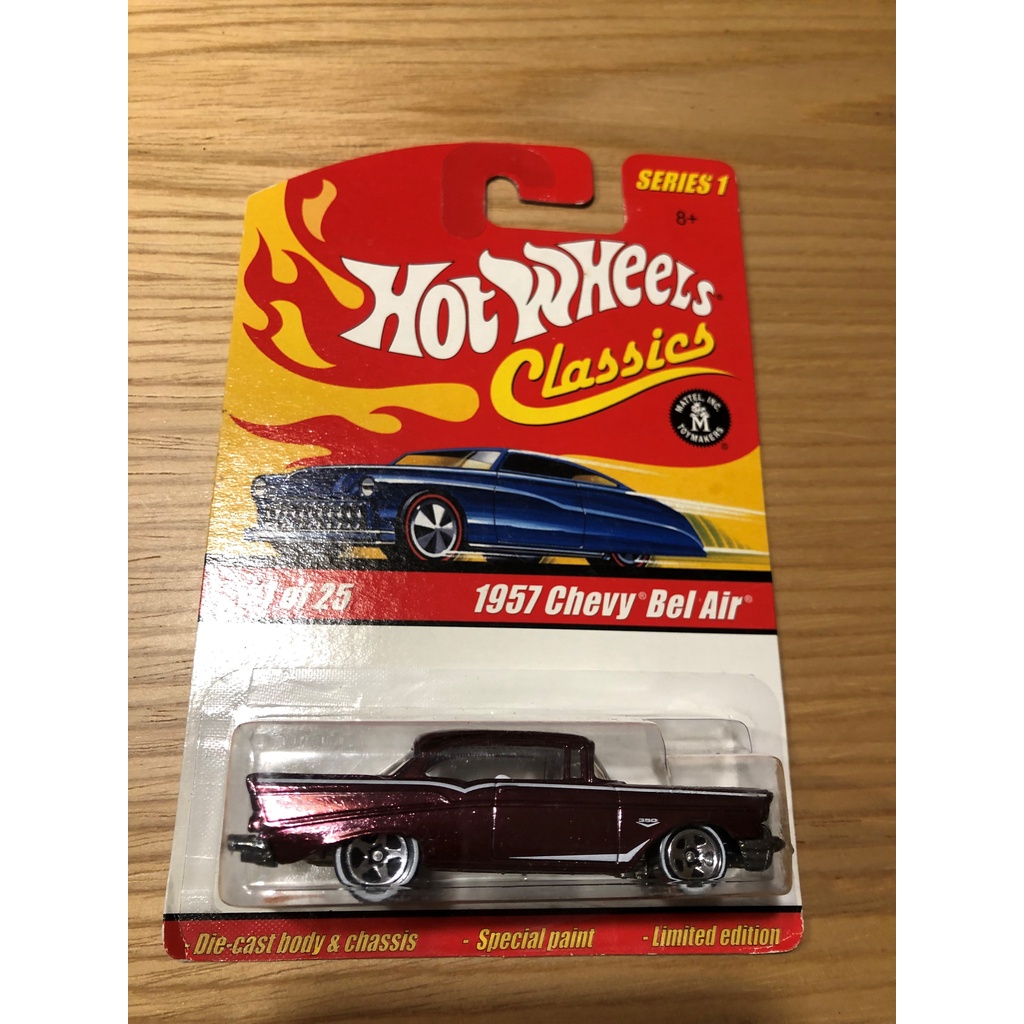 SERIES 1
8+
Hot Wheels
Classics
MATTEL, INC.
M
TOYMAKERS
of 25
1957 Chevy® Bel Air®
350
- Die-cast body & chassis - Special paint - Limited edition